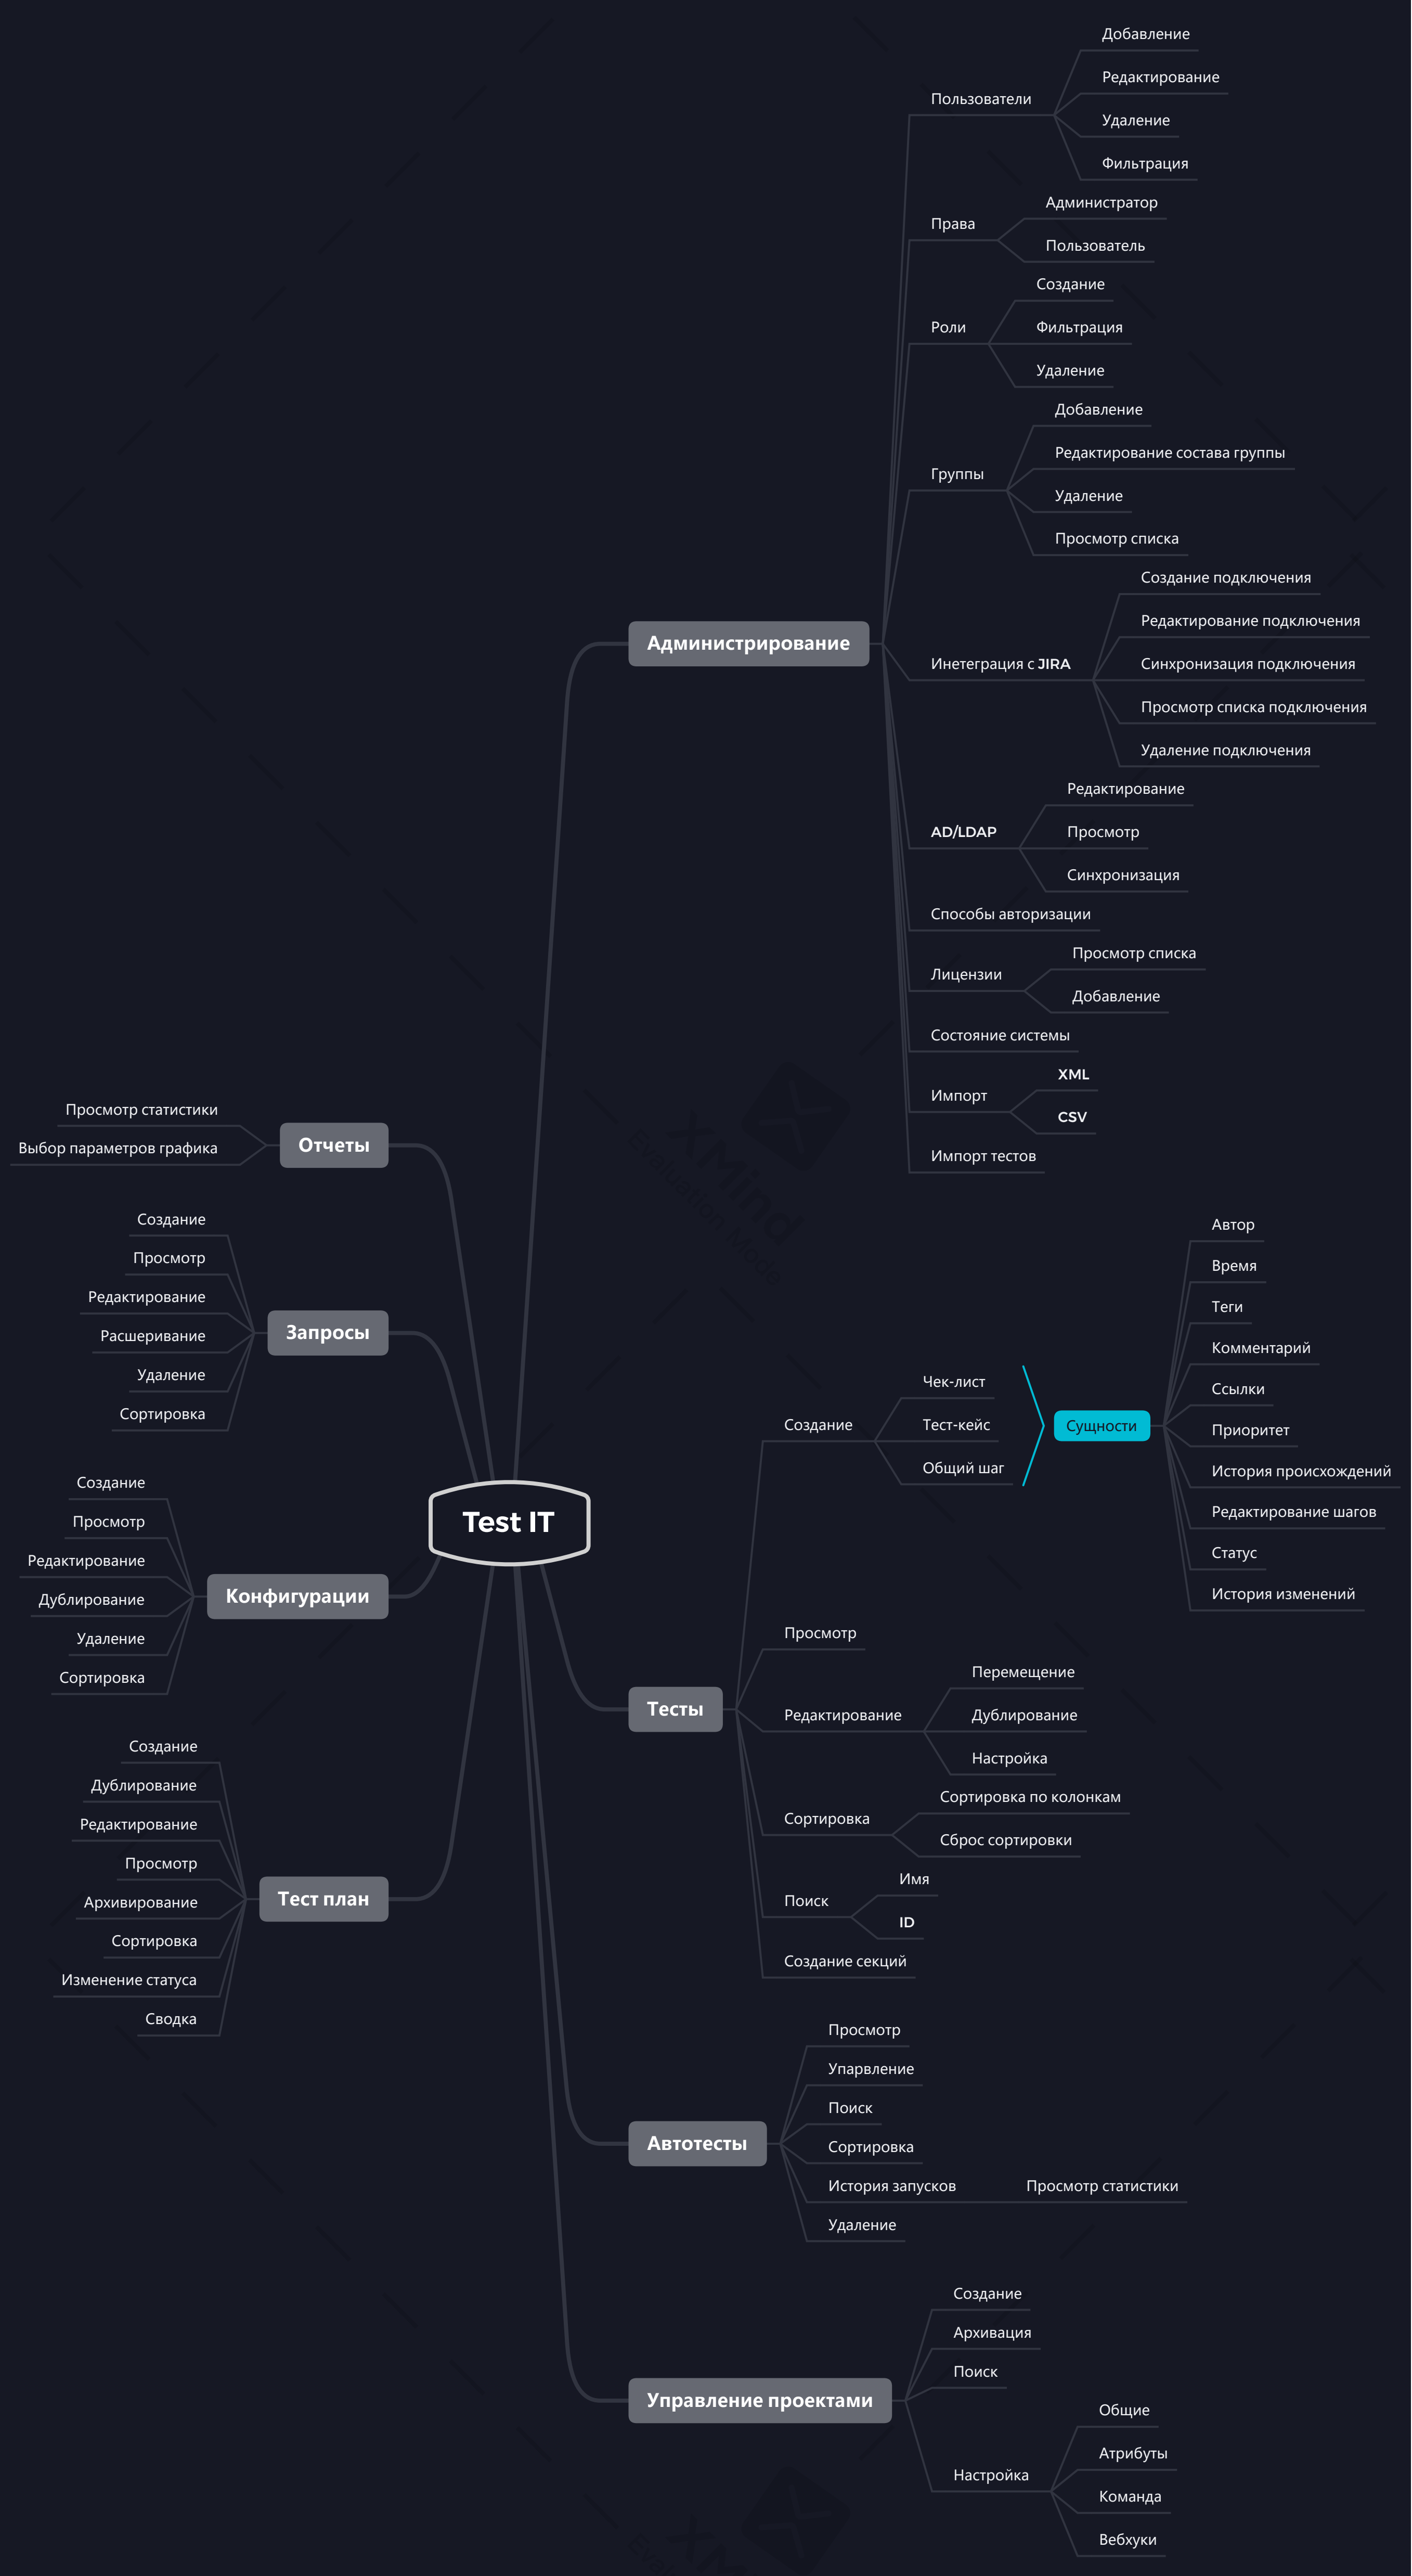 Test IT
Администрирование
Пользователи
Добавление
Редактирование
Удаление
Фильтрация
Права
Администратор
Пользователь
Роли
Создание
Фильтрация
Удаление
Группы
Добавление
Редактирование состава группы
Удаление
Просмотр списка
Инетеграция с JIRA
Создание подключения
Редактирование подключения
Синхронизация подключения
Просмотр списка подключения
Удаление подключения
AD/LDAP
Редактирование
Просмотр
Синхронизация
Способы авторизации
Лицензии
Просмотр списка
Добавление
Состояние системы
Импорт
XML
CSV
Импорт тестов
Тесты
Создание
Чек-лист
Тест-кейс
Общий шаг
Сущности
Автор
Время
Теги
Комментарий
Ссылки
Приоритет
История происхождений
Редактирование шагов
Статус
История изменений
Просмотр
Редактирование
Перемещение
Дублирование
Настройка
Сортировка
Сортировка по колонкам
Сброс сортировки
Поиск
Имя
ID
Создание секций
Автотесты
Просмотр
Упарвление
Поиск
Сортировка
История запусков
Просмотр статистики
Удаление
Управление проектами
Создание
Архивация
Поиск
Настройка
Общие
Атрибуты
Команда
Вебхуки
Отчеты
Просмотр статистики
Выбор параметров графика
Запросы
Создание
Просмотр
Редактирование
Расшеривание
Удаление
Сортировка
Конфигурации
Создание
Просмотр
Редактирование
Дублирование
Удаление
Сортировка
Тест план
Создание
Дублирование
Редактирование
Просмотр
Архивирование
Сортировка
Изменение статуса
Сводка
XMind
Evaluation Mode